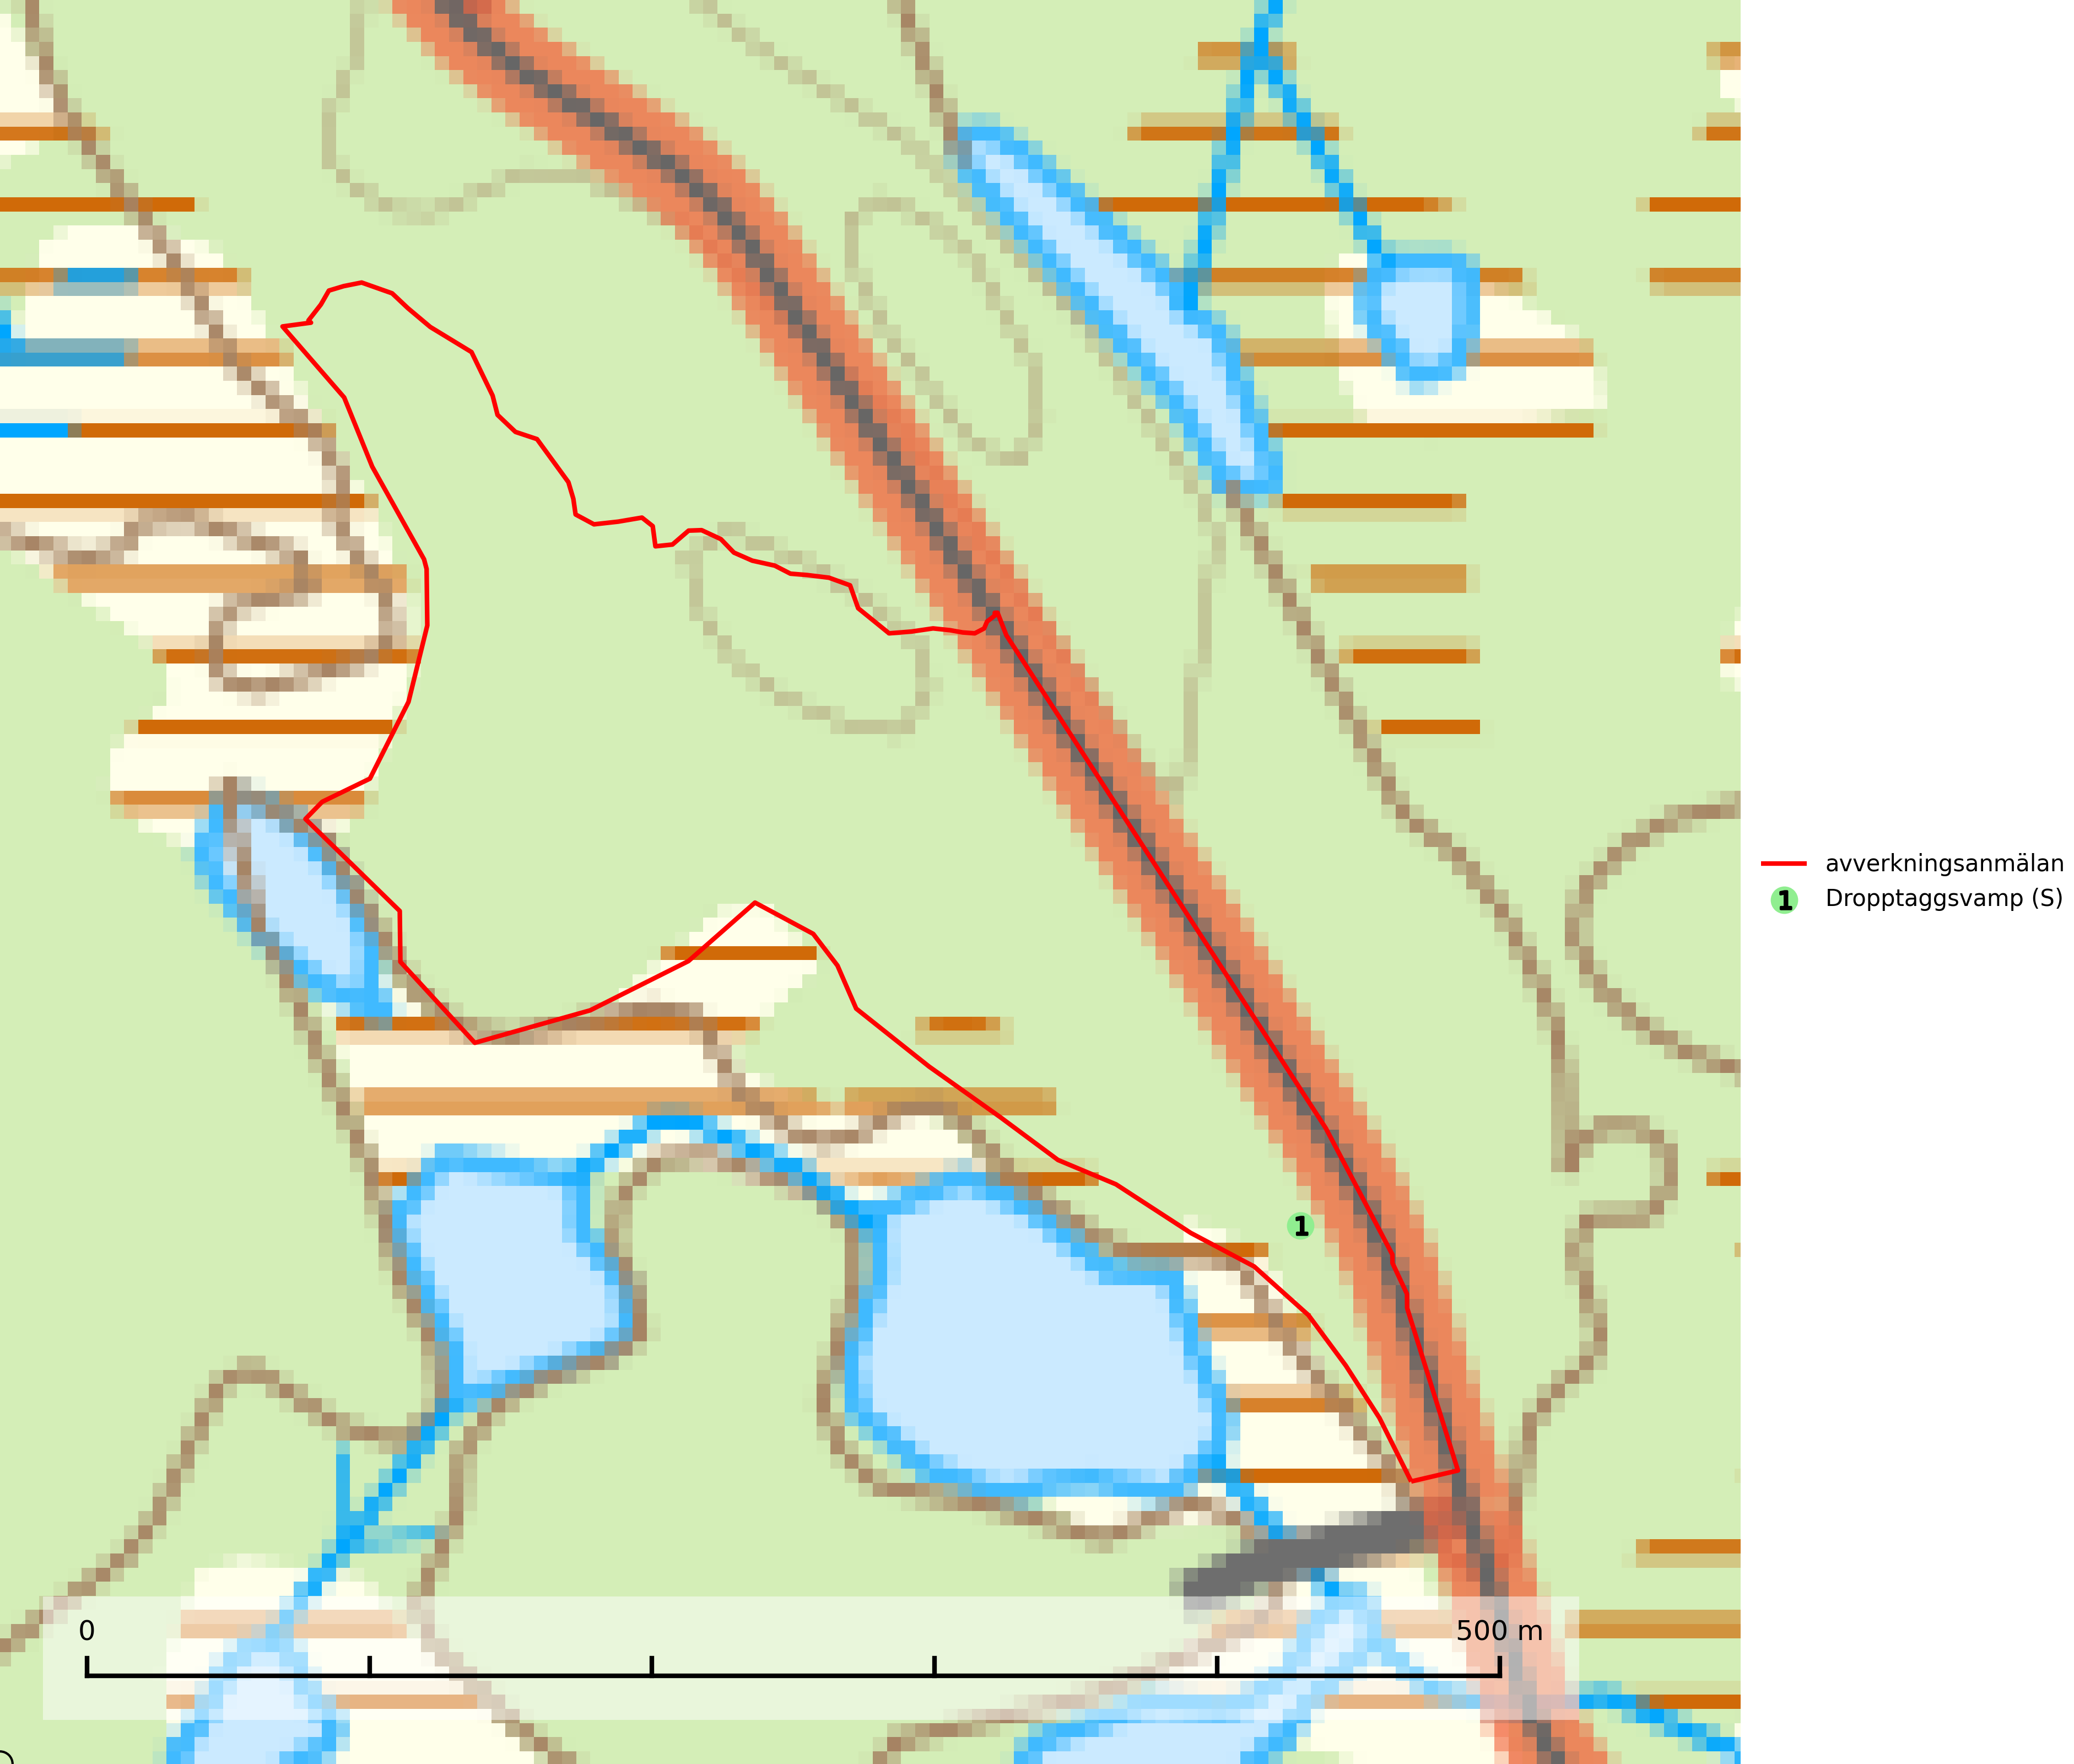 avverkningsanmälan
1 Dropptaggsvamp (S)
1
0 500 m